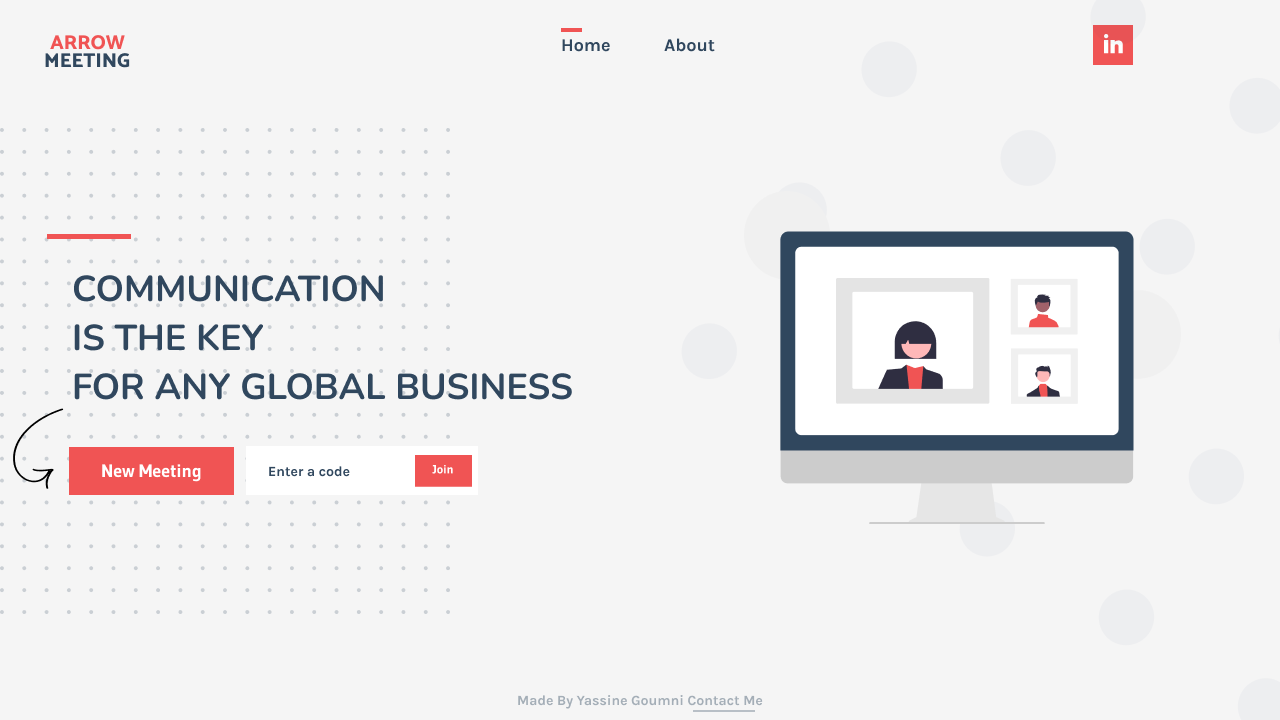 ARROW
MEETING
Home
About
in
COMMUNICATION
IS THE KEY
FOR ANY GLOBAL BUSINESS
New Meeting
Enter a code
Join
Made By Yassine Goumni Contact Me